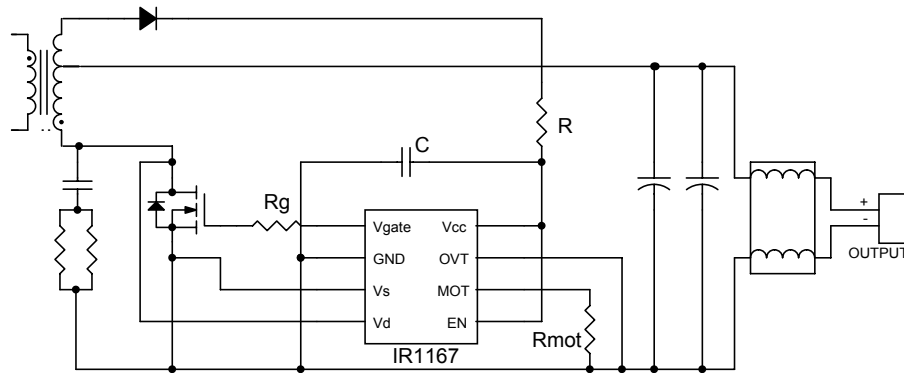 R
C
Rg
Vgate
Vcc
GND
OVT
Vs
MOT
Vd
EN
IR1167
Rmot
+
-
OUTPUT